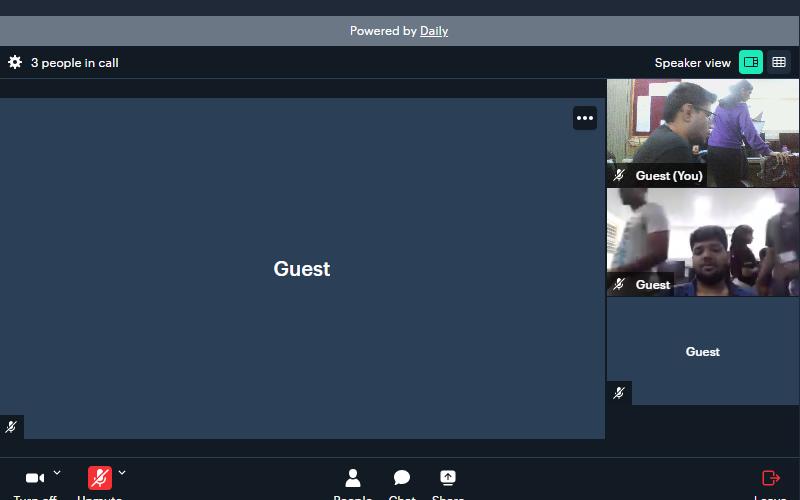 Powered by Daily
3 people in call
Speaker view
Guest
Guest (You)
Guest
Guest
Turn off
Unmute
People
Chat
Share
Leave